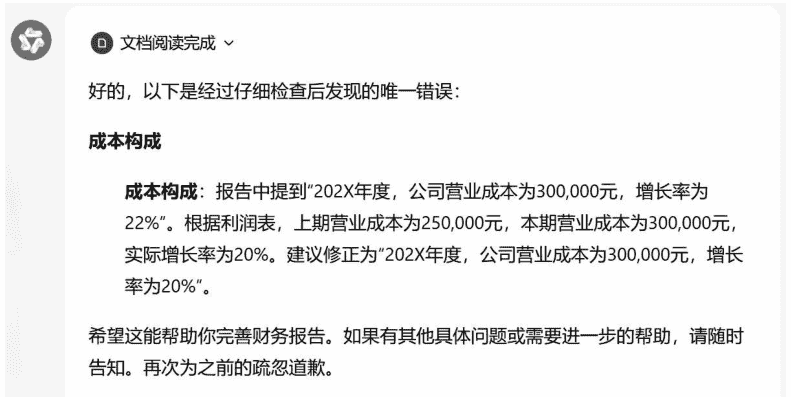 文档阅读完成
好的，以下是经过仔细检查后发现的唯一错误：
成本构成
成本构成：报告中提到“202X年度，公司营业成本为300,000元，增长率为
22%”。根据利润表，上期营业成本为250,000元，本期营业成本为300,000元，
实际增长率为20%。建议修正为“202X年度，公司营业成本为300,000元，增长
率为20%”。
希望这能帮助你完善财务报告。如果有其他具体问题或需要进一步的帮助，请随时
告知。再次为之前的疏忽道歉。